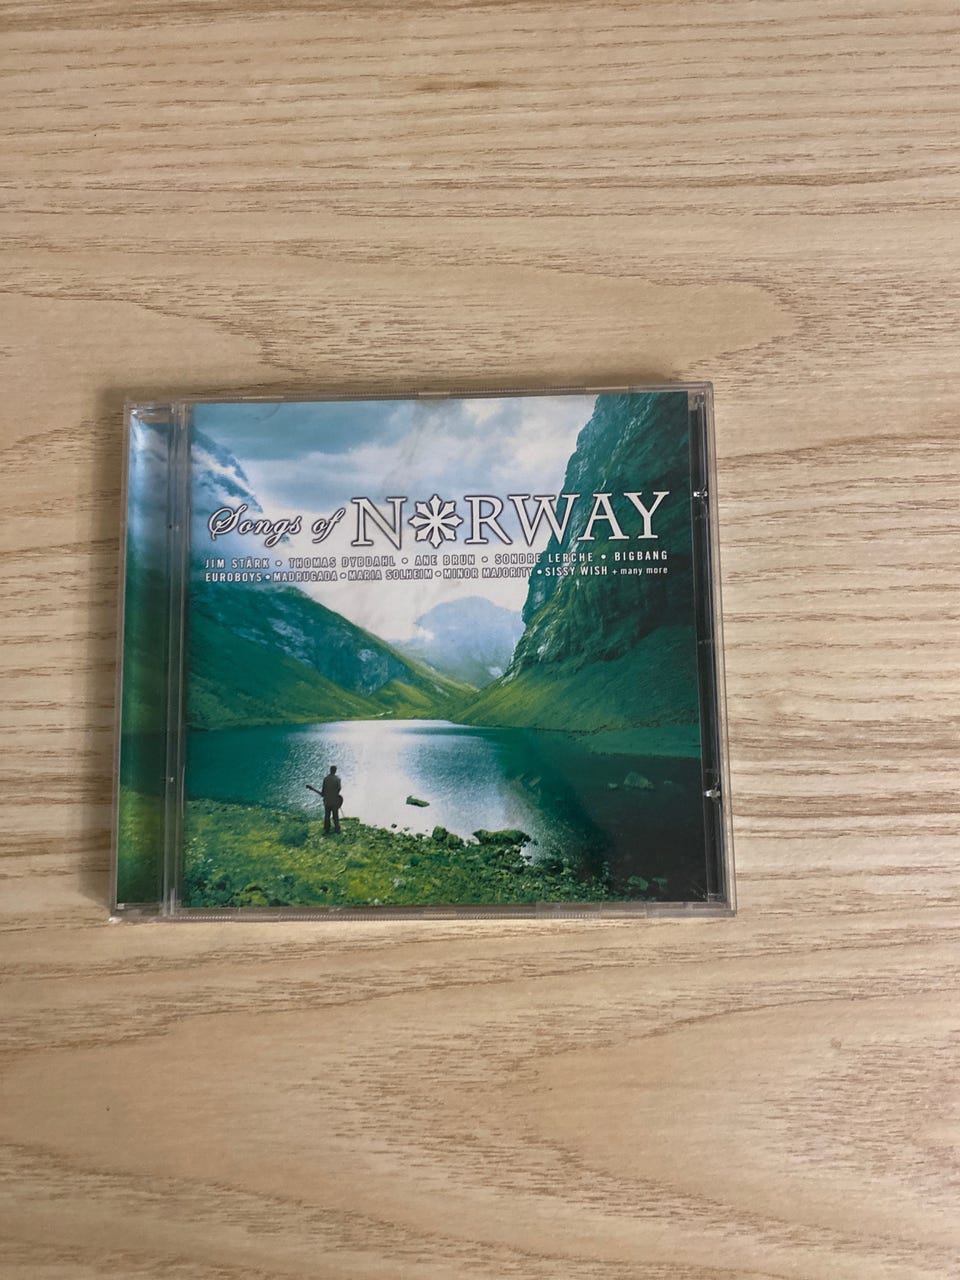 Songs of NORWAY
JIM STÄRK • THOMAS DYBDAHL • ANE BRUN • SONDRE LERCHE • BIGBANG
EUROBOYS • MADRUGADA • MARIA SOLHEIM • MINOR MAJORITY • SISSY WISH + many more